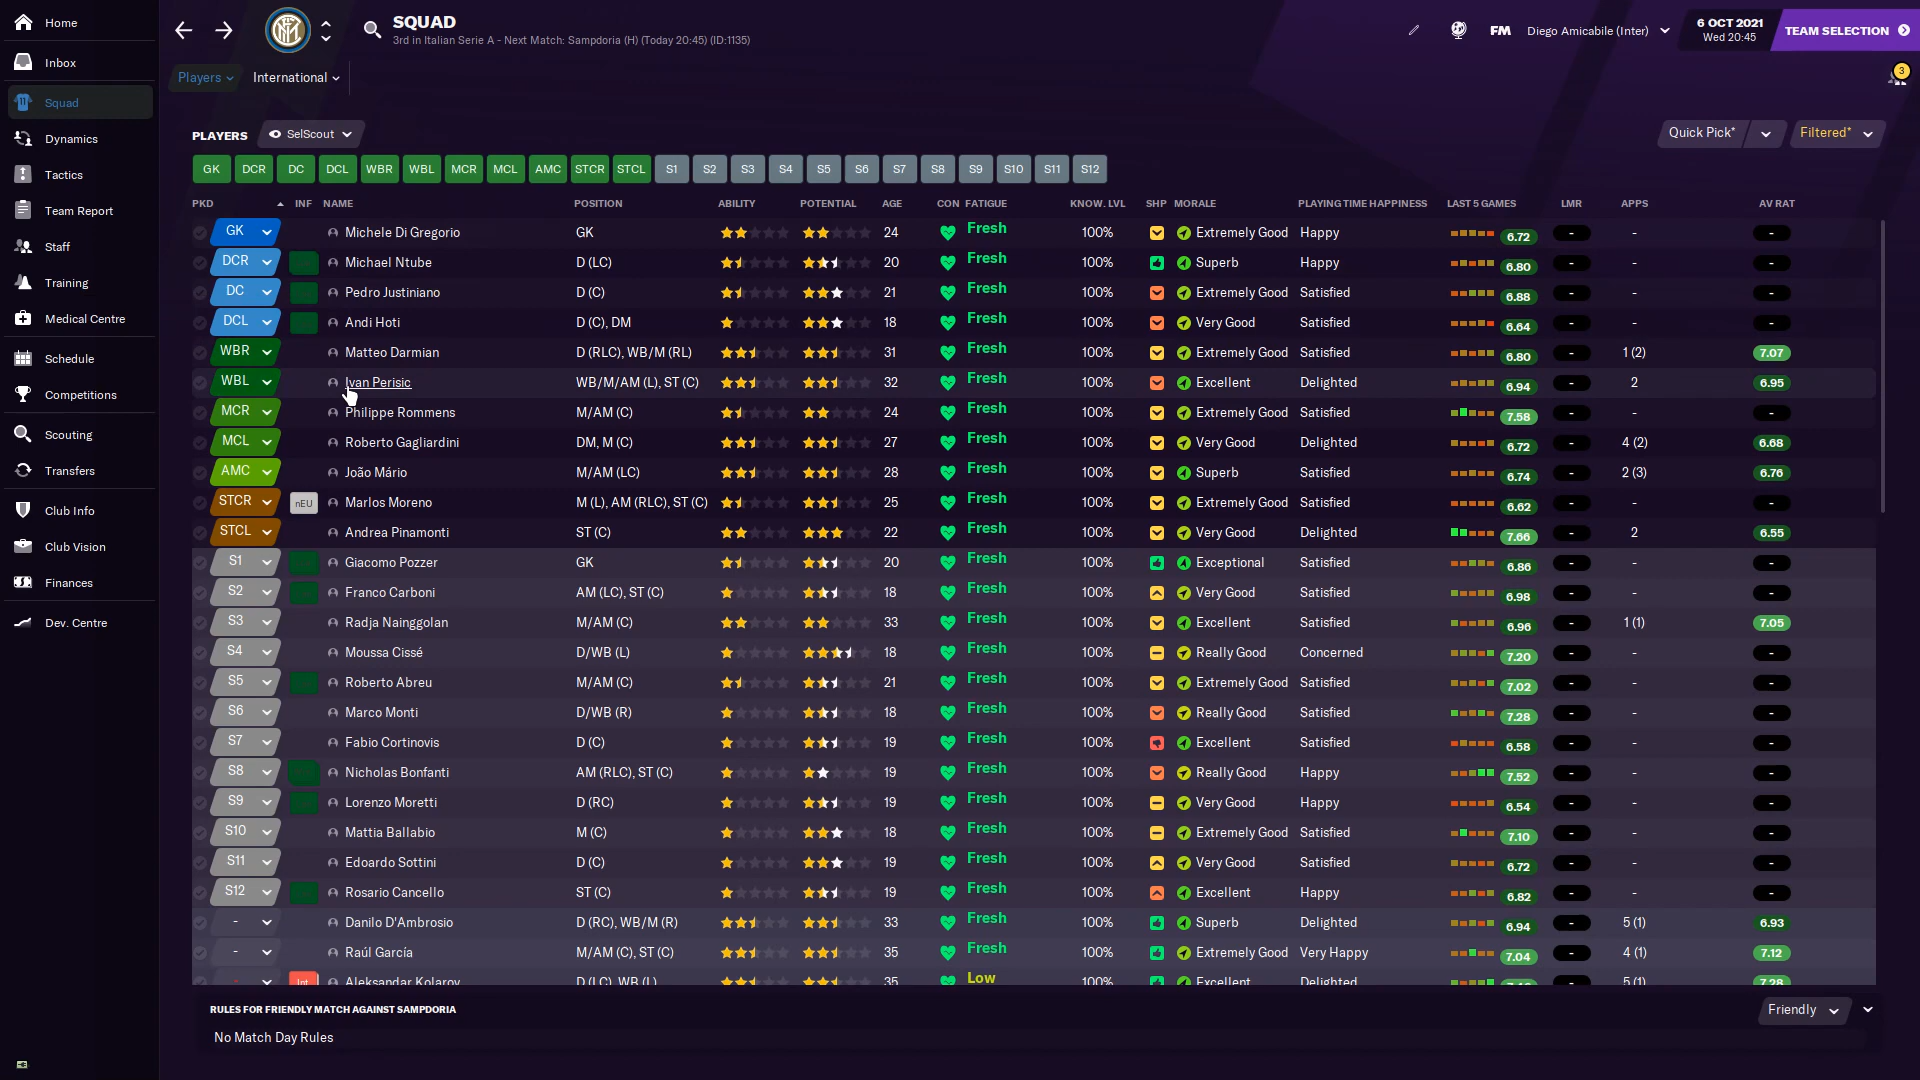 Home
Inbox
Squad
Dynamics
Tactics
Team Report
Staff
Training
Medical Centre
Schedule
Competitions
Scouting
Transfers
Club Info
Club Vision
Finances
Dev. Centre
SQUAD
3rd in Italian Serie A - Next Match: Sampdoria (H) (Today 20:45) (ID:1135)
FM Diego Amicabile (Inter)
6 OCT 2021
Wed 20:45
TEAM SELECTION
Players International
3
PLAYERS SelScout Quick Pick* Filtered*
GK DCR DC DCL WBR WBL MCR MCL AMC STCR STCL S1 S2 S3 S4 S5 S6 S7 S8 S9 S10 S11 S12
PKD INF NAME POSITION ABILITY POTENTIAL AGE CON FATIGUE KNOW. LVL SHP MORALE PLAYING TIME HAPPINESS LAST 5 GAMES LMR APPS AV RAT
GK Michele Di Gregorio GK 24 Fresh 100% Extremely Good Happy 6.72 - - -
DCR Michael Ntube D (LC) 20 Fresh 100% Superb Happy 6.80 - - -
DC Pedro Justiniano D (C) 21 Fresh 100% Extremely Good Satisfied 6.88 - - -
DCL Andi Hoti D (C), DM 18 Fresh 100% Very Good Satisfied 6.64 - - -
WBR Matteo Darmian D (RLC), WB/M (RL) 31 Fresh 100% Extremely Good Satisfied 6.80 - 1 (2) 7.07
WBL Ivan Perisic WB/M/AM (L), ST (C) 32 Fresh 100% Excellent Delighted 6.94 - 2 6.95
MCR Philippe Rommens M/AM (C) 24 Fresh 100% Extremely Good Satisfied 7.58 - - -
MCL Roberto Gagliardini DM, M (C) 27 Fresh 100% Very Good Delighted 6.72 - 4 (2) 6.68
AMC João Mário M/AM (LC) 28 Fresh 100% Superb Satisfied 6.74 - 2 (3) 6.76
STCR nEU Marlos Moreno M (L), AM (RLC), ST (C) 25 Fresh 100% Extremely Good Satisfied 6.62 - - -
STCL Andrea Pinamonti ST (C) 22 Fresh 100% Very Good Delighted 7.66 - 2 6.55
S1 Giacomo Pozzer GK 20 Fresh 100% Exceptional Satisfied 6.86 - - -
S2 Franco Carboni AM (LC), ST (C) 18 Fresh 100% Very Good Satisfied 6.98 - - -
S3 Radja Nainggolan M/AM (C) 33 Fresh 100% Excellent Satisfied 6.96 - 1 (1) 7.05
S4 Moussa Cissé D/WB (L) 18 Fresh 100% Really Good Concerned 7.20 - - -
S5 Roberto Abreu M/AM (C) 21 Fresh 100% Extremely Good Satisfied 7.02 - - -
S6 Marco Monti D/WB (R) 18 Fresh 100% Really Good Satisfied 7.28 - - -
S7 Fabio Cortinovis D (C) 19 Fresh 100% Excellent Satisfied 6.58 - - -
S8 Nicholas Bonfanti AM (RLC), ST (C) 19 Fresh 100% Really Good Happy 7.52 - - -
S9 Lorenzo Moretti D (RC) 19 Fresh 100% Very Good Happy 6.54 - - -
S10 Mattia Ballabio M (C) 18 Fresh 100% Extremely Good Satisfied 7.10 - - -
S11 Edoardo Sottini D (C) 19 Fresh 100% Very Good Satisfied 6.72 - - -
S12 Rosario Cancello ST (C) 19 Fresh 100% Excellent Happy 6.82 - - -
- Danilo D'Ambrosio D (RC), WB/M (R) 33 Fresh 100% Superb Delighted 6.94 - 5 (1) 6.93
- Raúl García M/AM (C), ST (C) 35 Fresh 100% Extremely Good Very Happy 7.04 - 4 (1) 7.12
- Int Aleksandar Kolarov D (LC), WB (L) 35 Low 100% Excellent Delighted - 5 (1) 7.28
RULES FOR FRIENDLY MATCH AGAINST SAMPDORIA Friendly
No Match Day Rules